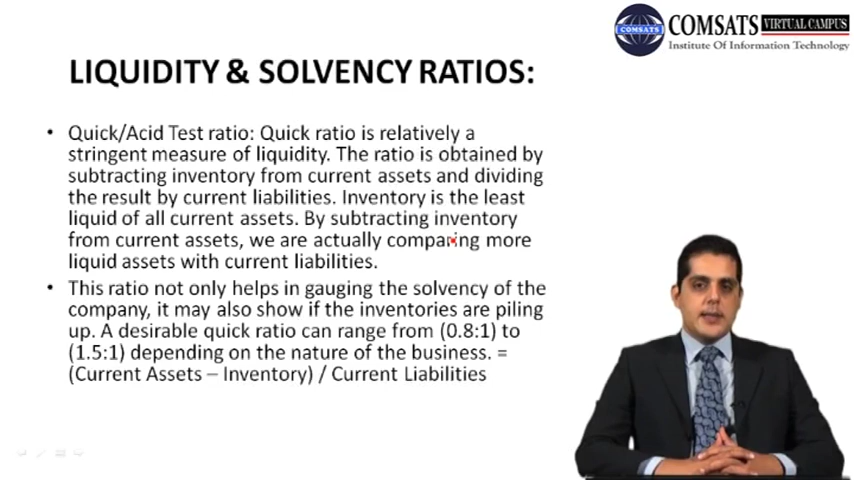 COMSATS VIRTUAL CAMPUS
COMSATS
Institute Of Information Technology
LIQUIDITY & SOLVENCY RATIOS:
• Quick/Acid Test ratio: Quick ratio is relatively a
stringent measure of liquidity. The ratio is obtained by
subtracting inventory from current assets and dividing
the result by current liabilities. Inventory is the least
liquid of all current assets. By subtracting inventory
from current assets, we are actually comparing more
liquid assets with current liabilities.
• This ratio not only helps in gauging the solvency of the
company, it may also show if the inventories are piling
up. A desirable quick ratio can range from (0.8:1) to
(1.5:1) depending on the nature of the business. =
(Current Assets – Inventory) / Current Liabilities